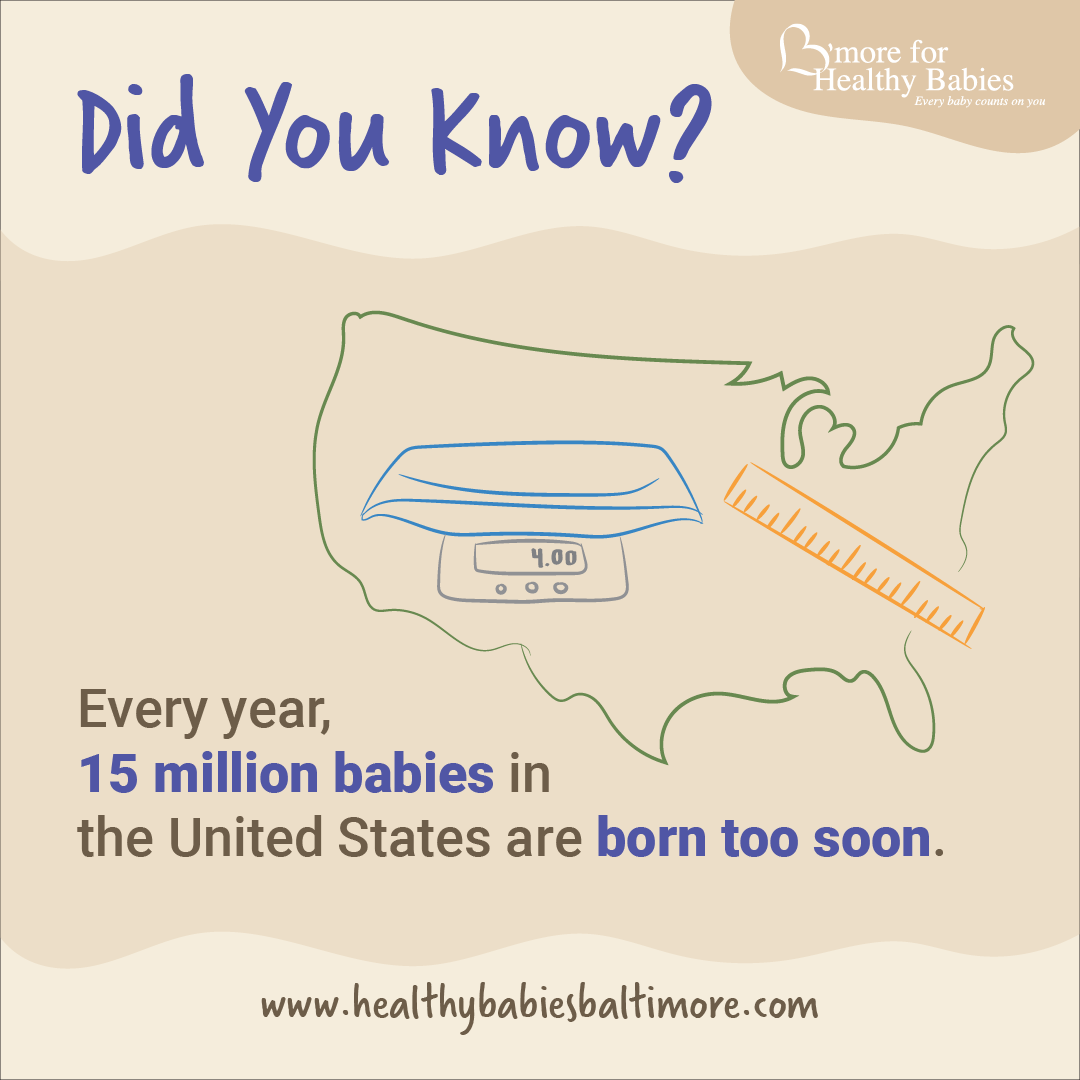 B'more for
Healthy Babies
Every baby counts on you
Did You Know?
4.00
Every year,
15 million babies in
the United States are born too soon.
www.healthybabiesbaltimore.com